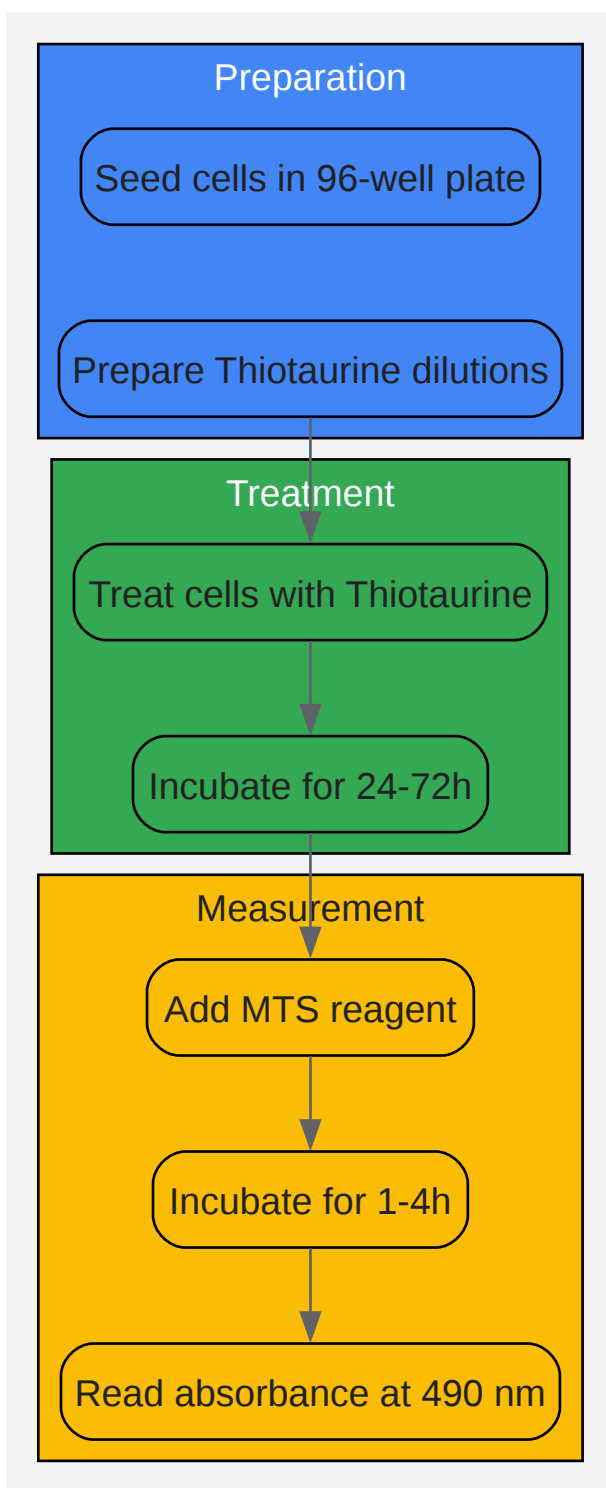 Preparation
Seed cells in 96-well plate
Prepare Thiotaurine dilutions
Treatment
Treat cells with Thiotaurine
Incubate for 24-72h
Measurement
Add MTS reagent
Incubate for 1-4h
Read absorbance at 490 nm